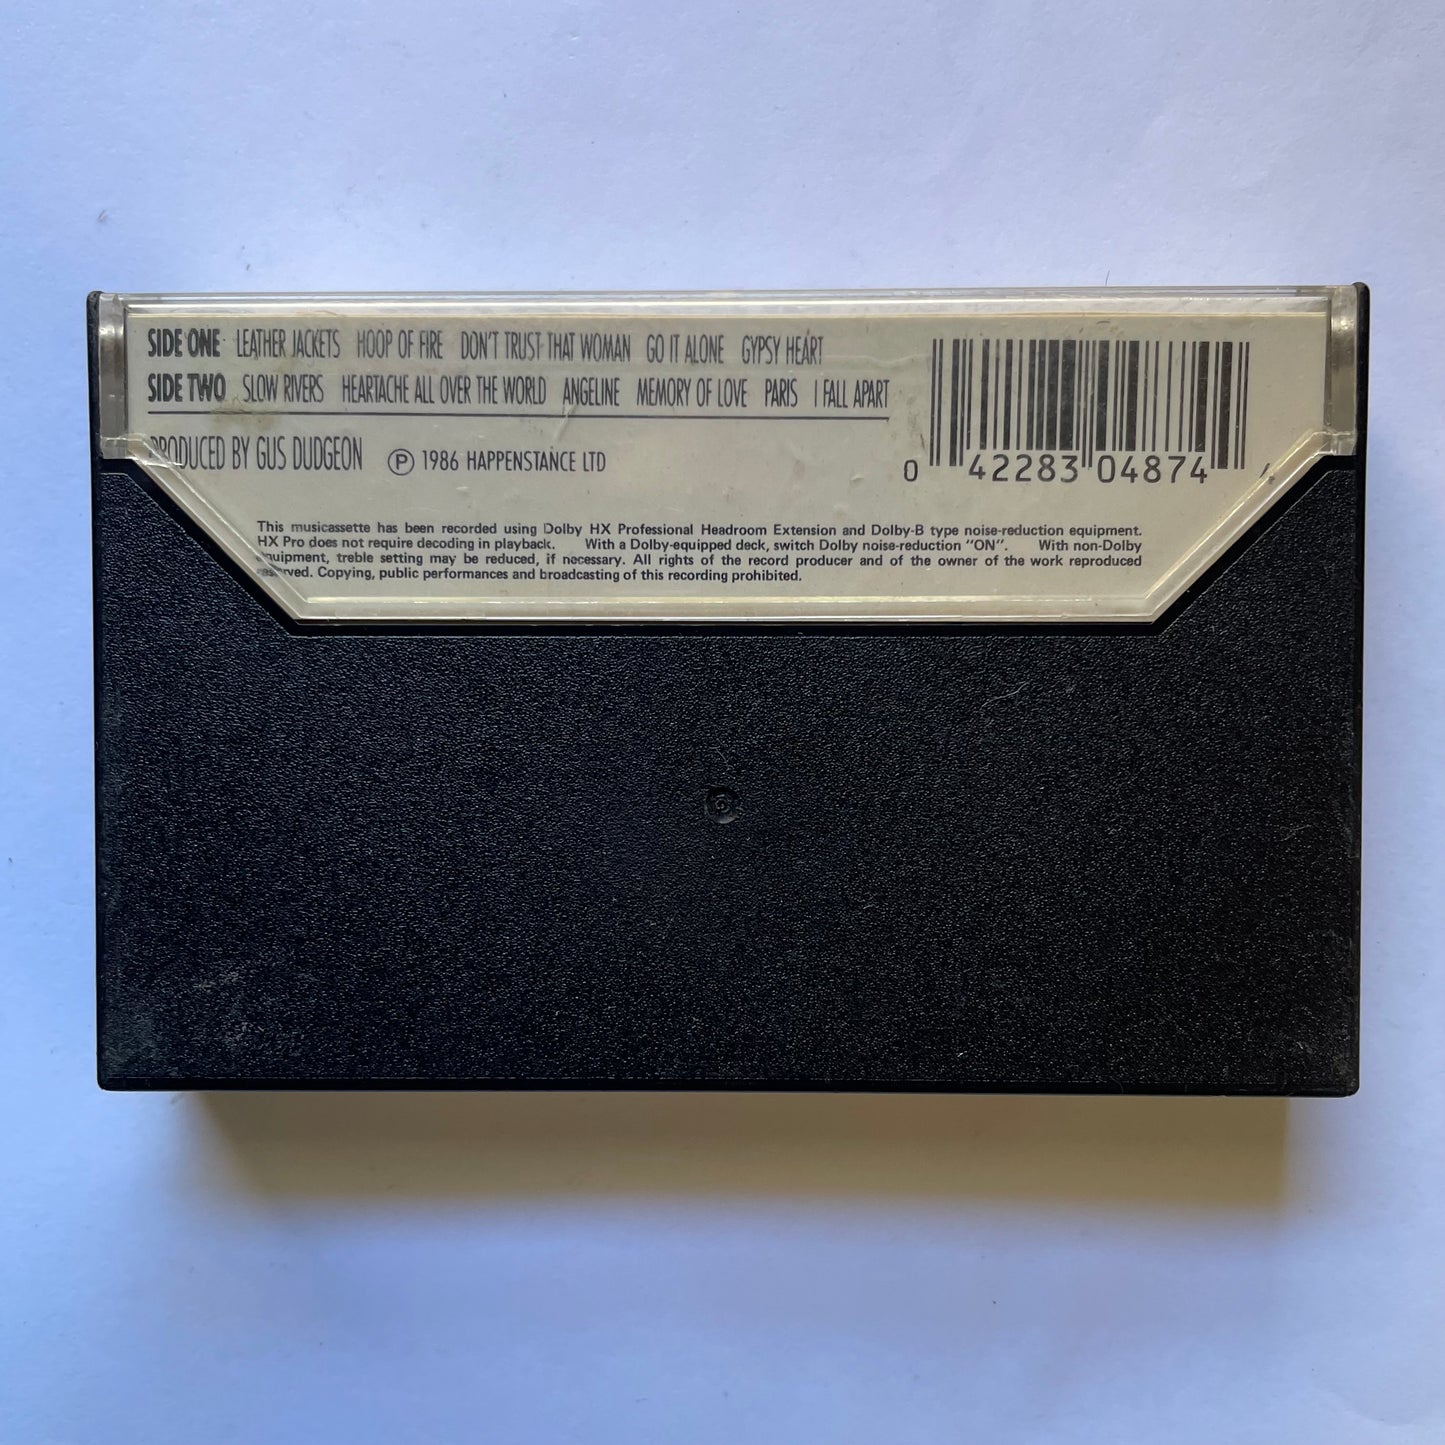 SIDE ONE LEATHER JACKETS HOOP OF FIRE DON'T TRUST THAT WOMAN GO IT ALONE GYPSY HEART
SIDE TWO SLOW RIVERS HEARTACHE ALL OVER THE WORLD ANGELINE MEMORY OF LOVE PARIS I FALL APART
PRODUCED BY GUS DUDGEON Ⓟ 1986 HAPPENSTANCE LTD
0 42283 04874 4
This musicassette has been recorded using Dolby HX Professional Headroom Extension and Dolby-B type noise-reduction equipment.
HX Pro does not require decoding in playback. With a Dolby-equipped deck, switch Dolby noise-reduction "ON". With non-Dolby
equipment, treble setting may be reduced, if necessary. All rights of the record producer and of the owner of the work reproduced
reserved. Copying, public performances and broadcasting of this recording prohibited.